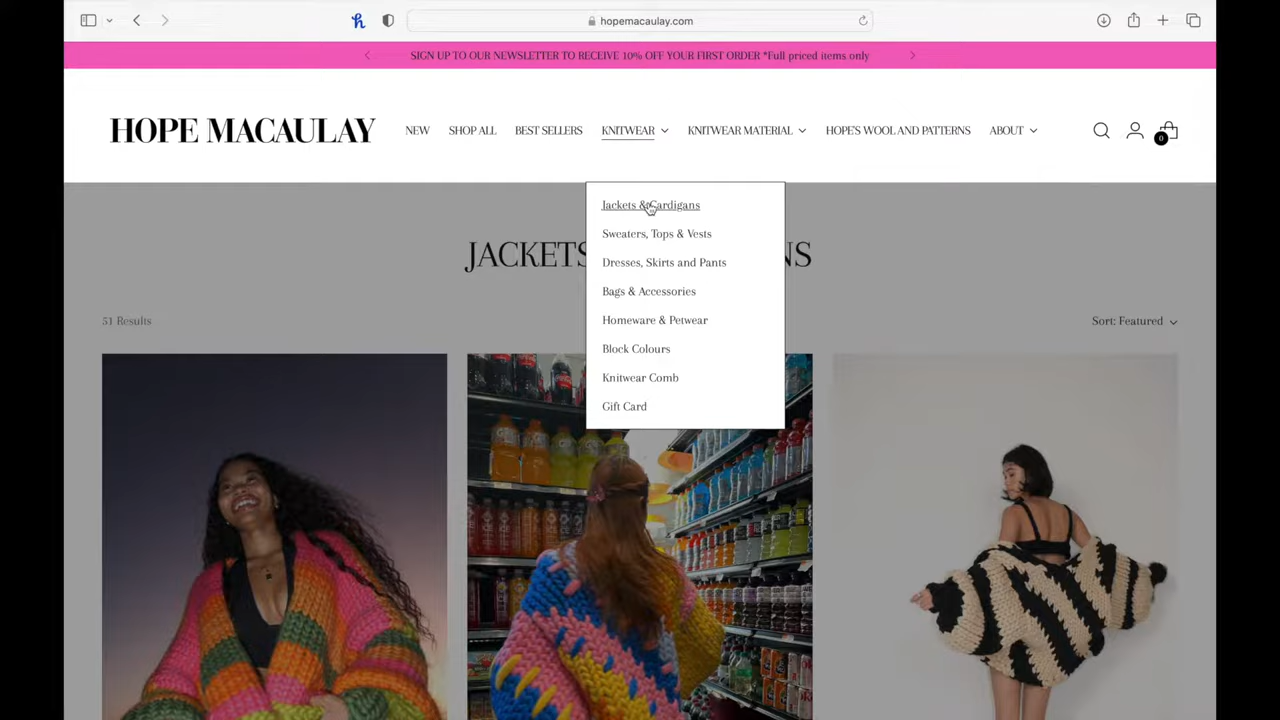 hopemacaulay.com
SIGN UP TO OUR NEWSLETTER TO RECEIVE 10% OFF YOUR FIRST ORDER *Full priced items only
HOPE MACAULAY
NEW
SHOP ALL
BEST SELLERS
KNITWEAR
KNITWEAR MATERIAL
HOPE'S WOOL AND PATTERNS
ABOUT
0
Jackets & Cardigans
Sweaters, Tops & Vests
Dresses, Skirts and Pants
Bags & Accessories
Homeware & Petwear
Block Colours
Knitwear Comb
Gift Card
JACKETS
NS
51 Results
Sort: Featured